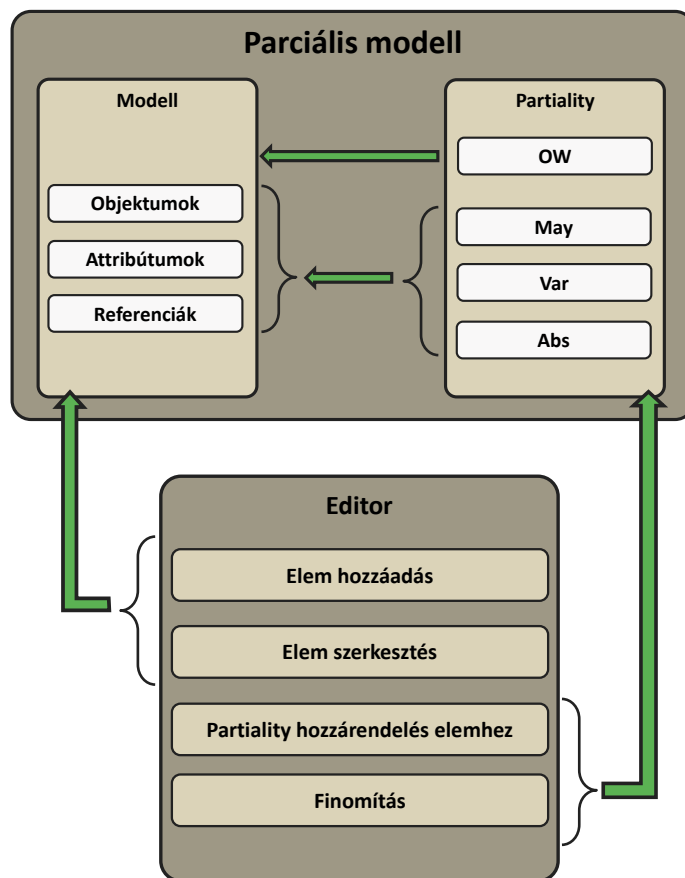 Parciális modell
Modell
Objektumok
Attribútumok
Referenciák
Partiality
OW
May
Var
Abs
Editor
Elem hozzáadás
Elem szerkesztés
Partiality hozzárendelés elemhez
Finomítás